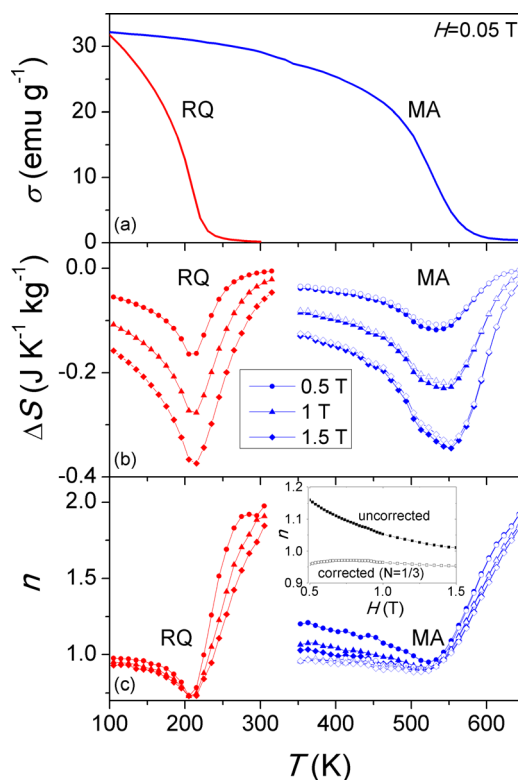 H=0.05 T
30
20
10
0
σ (emu g⁻¹)
RQ
MA
(a)
0.0
-0.2
-0.4
ΔS (J K⁻¹ kg⁻¹)
RQ
MA
0.5 T
1 T
1.5 T
(b)
2.0
1.5
1.0
n
1.2
1.1
1.0
0.9
n
uncorrected
corrected (N=1/3)
0.5
1.0
1.5
H (T)
RQ
MA
(c)
100
200
300
400
500
600
T (K)